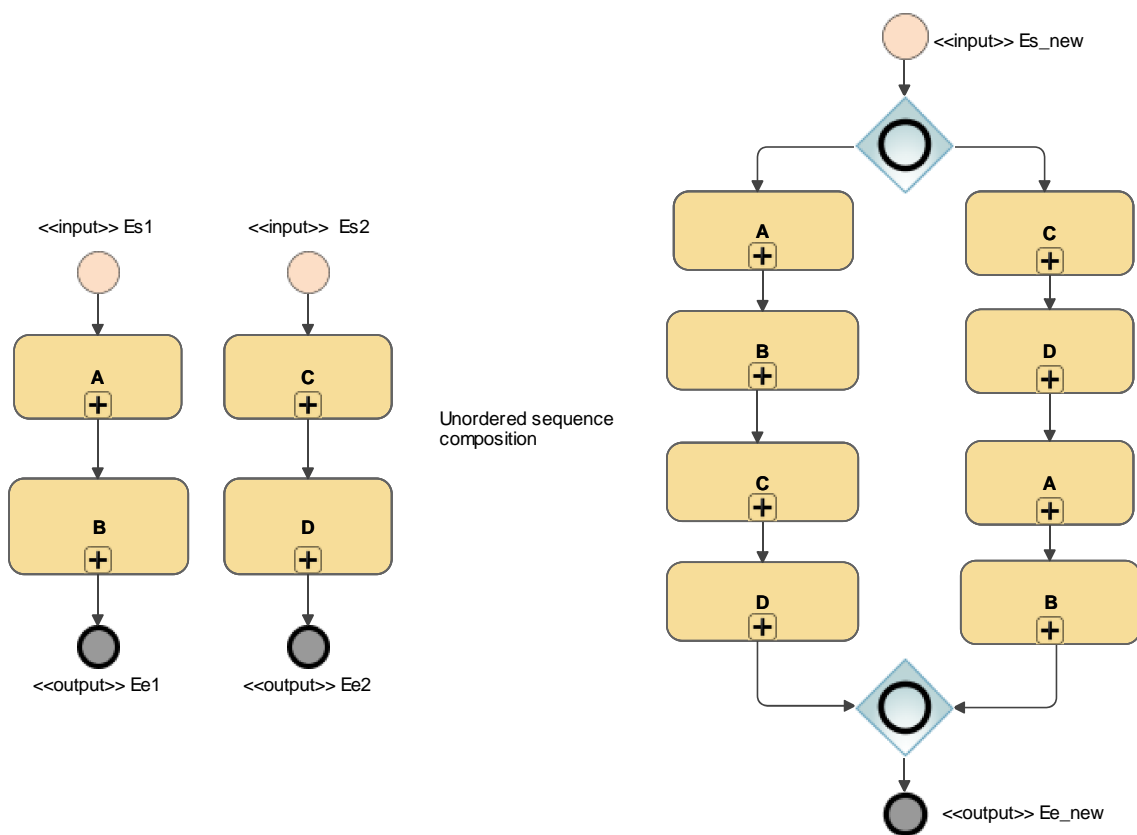 <<input>> Es_new
<<input>> Es1
<<input>> Es2
A
B
<<output>> Ee1
C
D
<<output>> Ee2
Unordered sequence
composition
A
B
C
D
C
D
A
B
<<output>> Ee_new